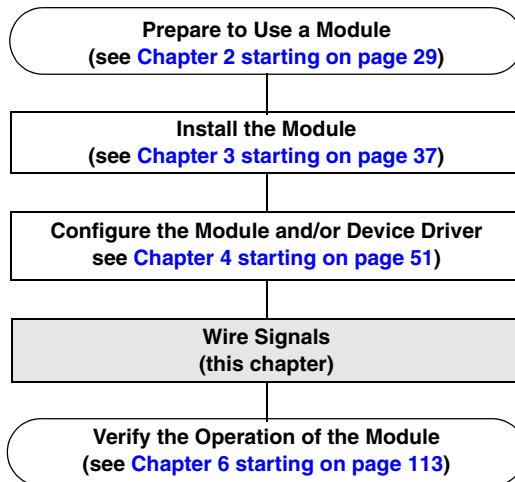 Prepare to Use a Module
(see Chapter 2 starting on page 29)
Install the Module
(see Chapter 3 starting on page 37)
Configure the Module and/or Device Driver
see Chapter 4 starting on page 51)
Wire Signals
(this chapter)
Verify the Operation of the Module
(see Chapter 6 starting on page 113)